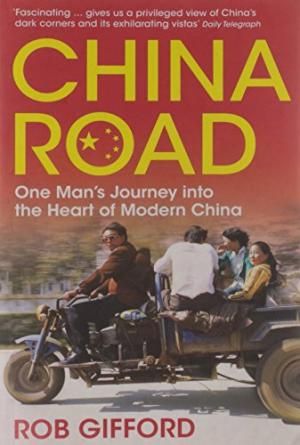 'Fascinating ... gives us a privileged view of China's
dark corners and its exhilarating vistas' Daily Telegraph
CHINA
ROAD
One Man's Journey into
the Heart of Modern China
ROB GIFFORD